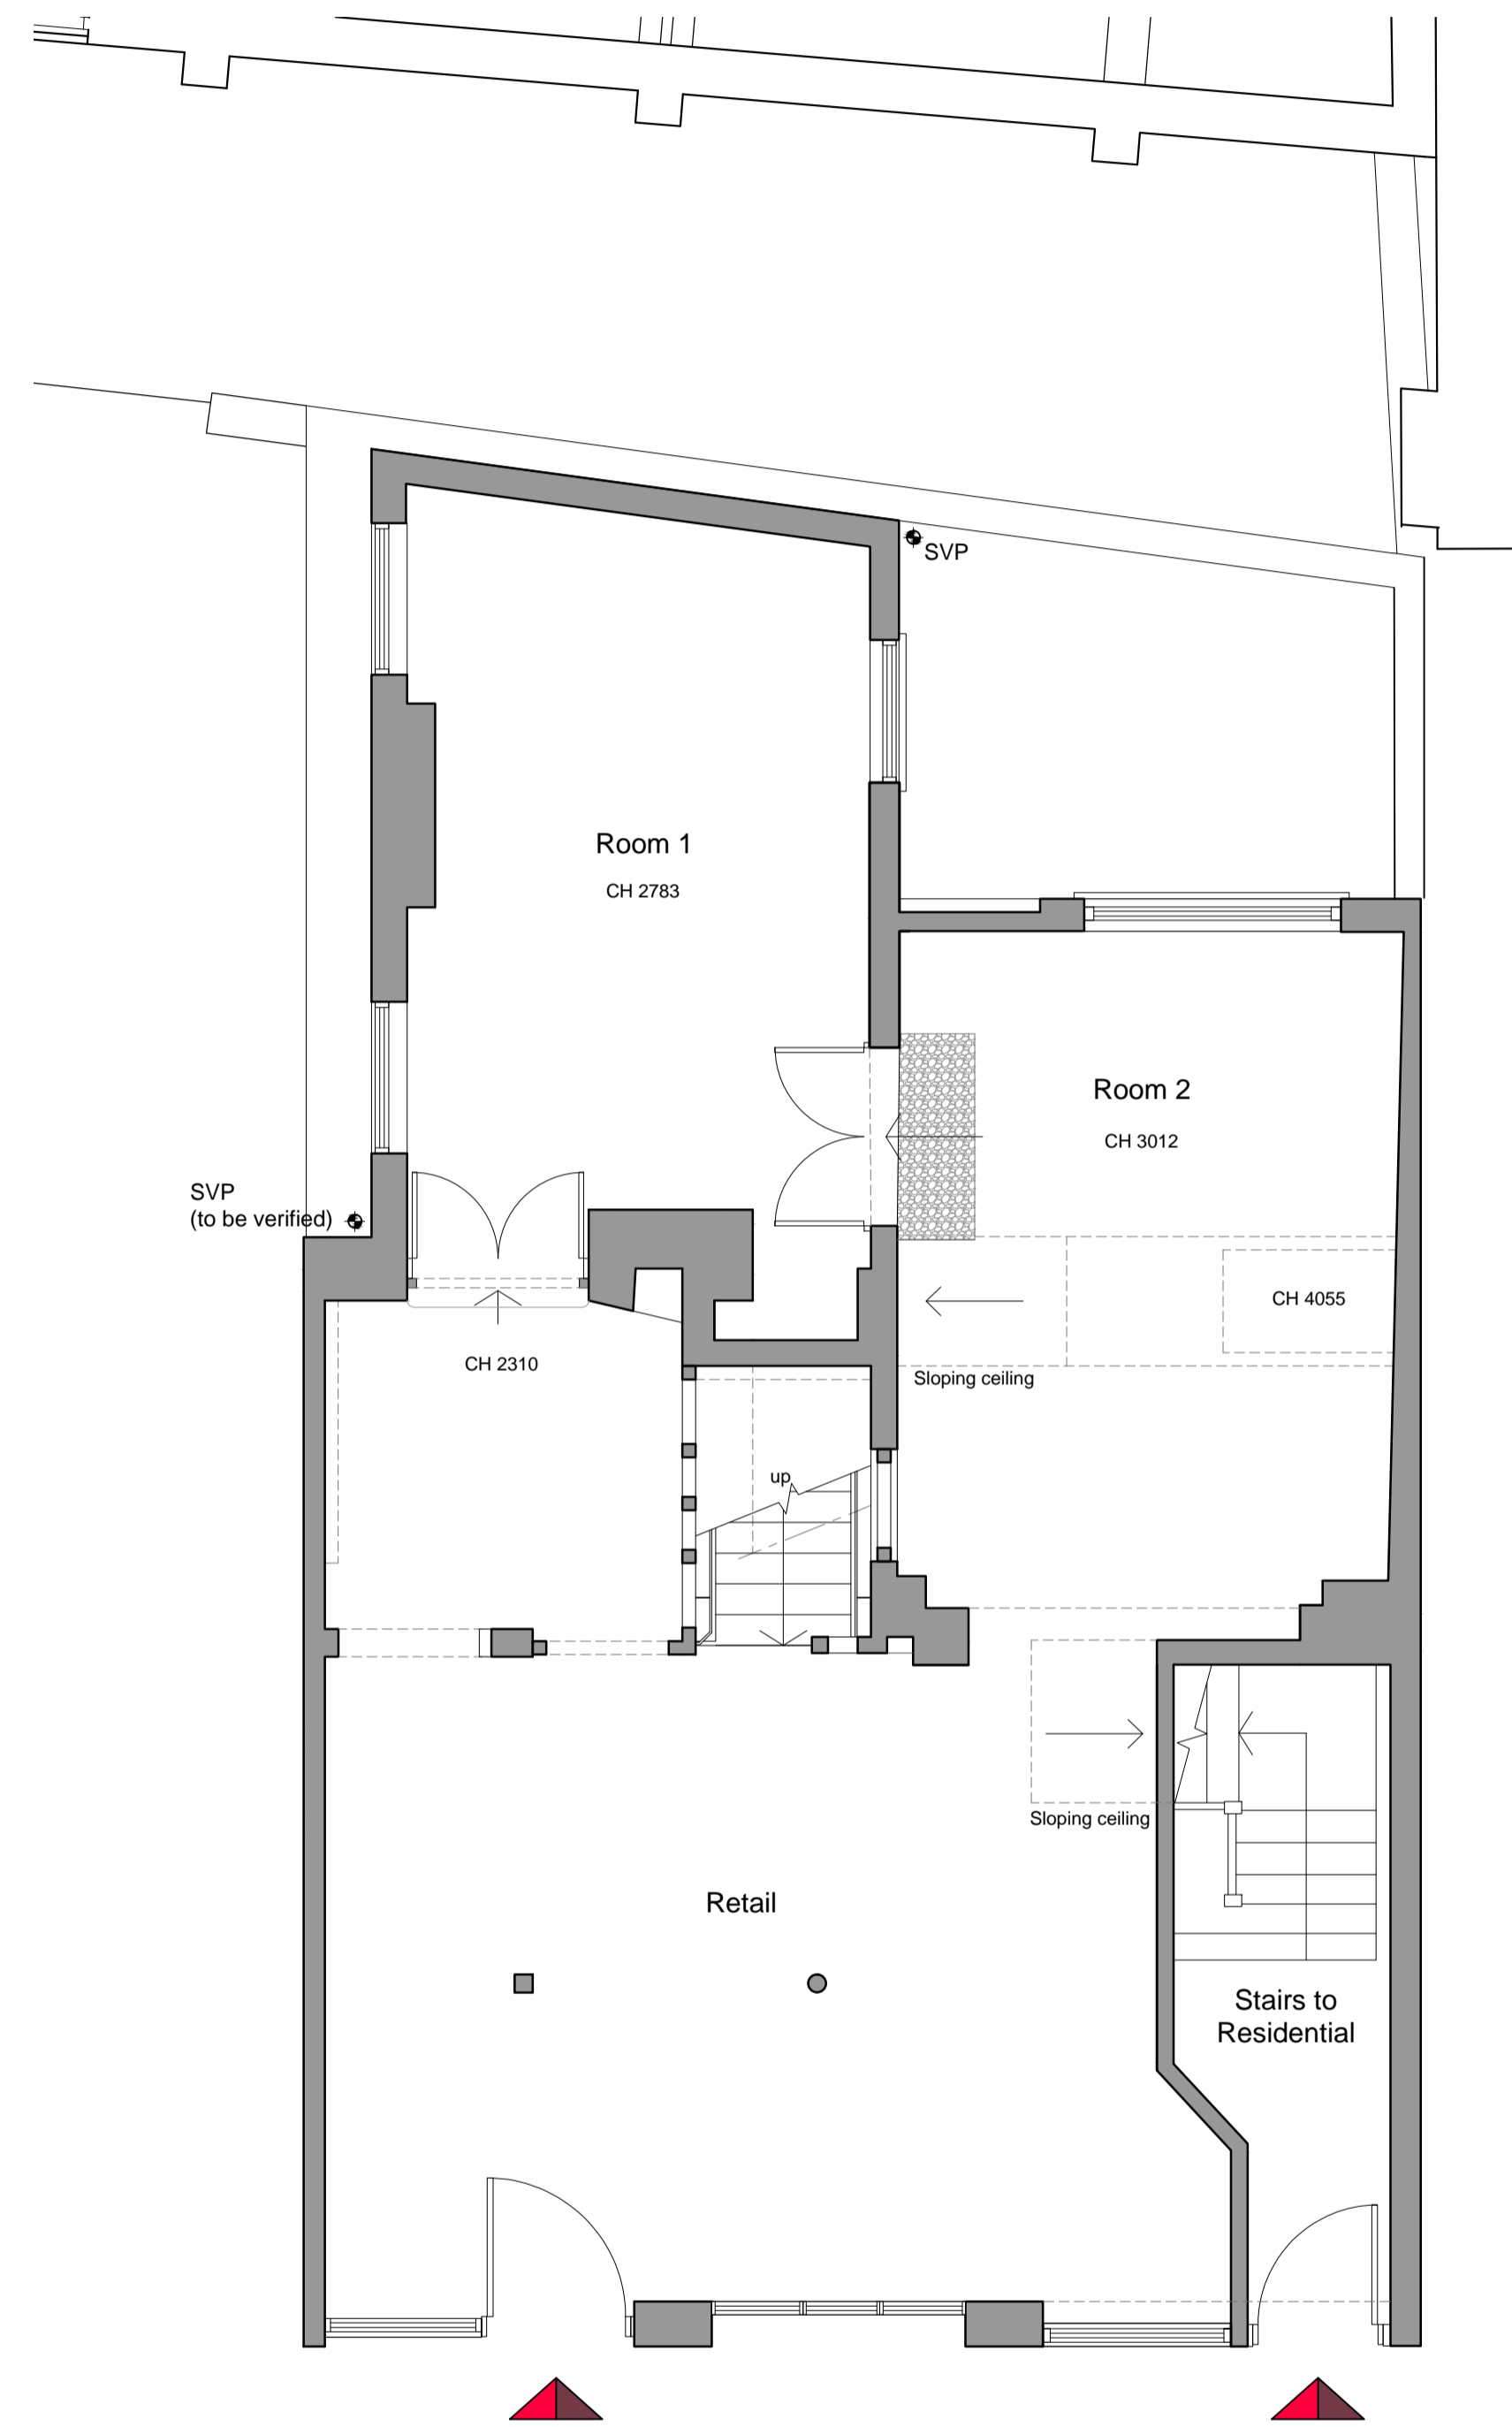 SVP
Room 1
CH 2783
Room 2
CH 3012
SVP
(to be verified)
CH 4055
CH 2310
Sloping ceiling
up
Sloping ceiling
Retail
Stairs to
Residential